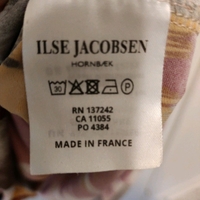 ILSE JACOBSEN
HORNBÆK
30
P
RN 137242
CA 11055
PO 4384
MADE IN FRANCE